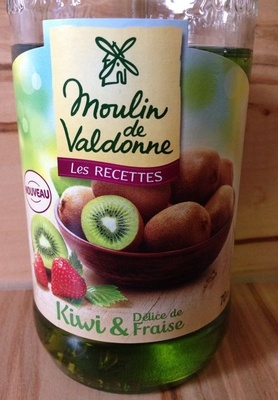 Moulin
de
Valdonne
Les RECETTES
NOUVEAU
Kiwi & Délice de
Fraise